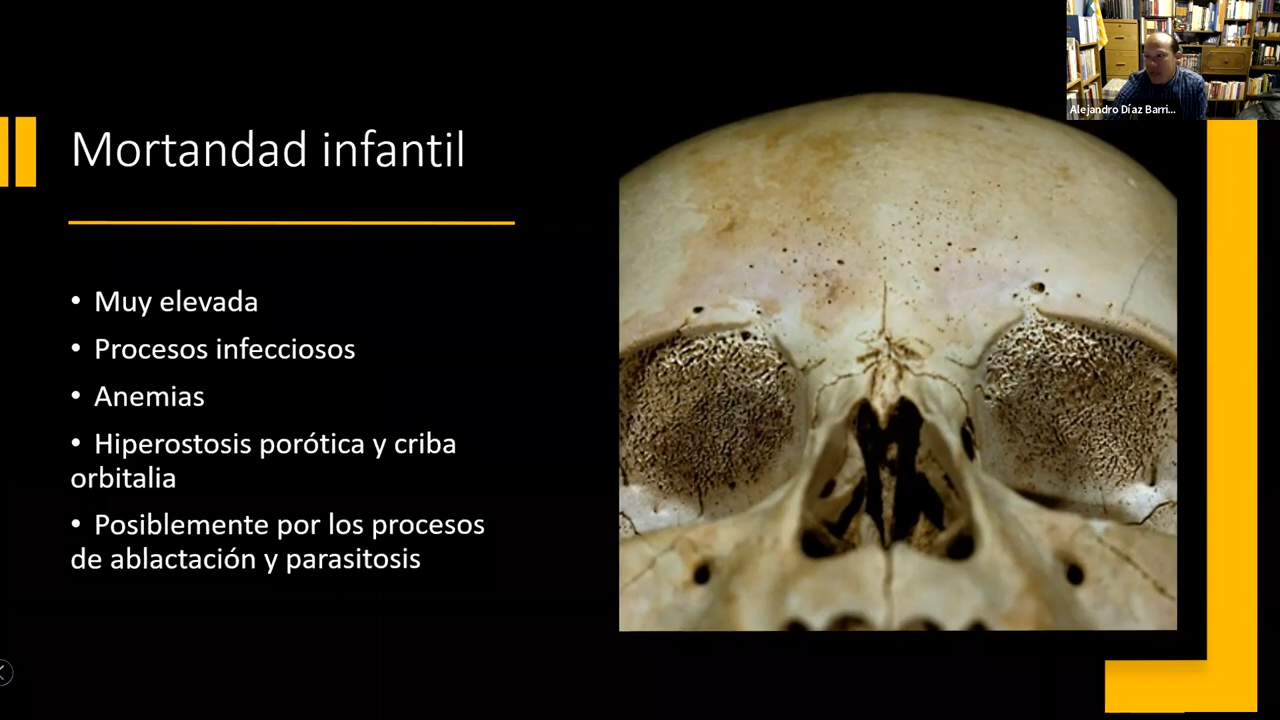 Alejandro Díaz Barri...
Mortandad infantil
• Muy elevada
• Procesos infecciosos
• Anemias
• Hiperostosis porótica y criba
orbitalia
• Posiblemente por los procesos
de ablactación y parasitosis